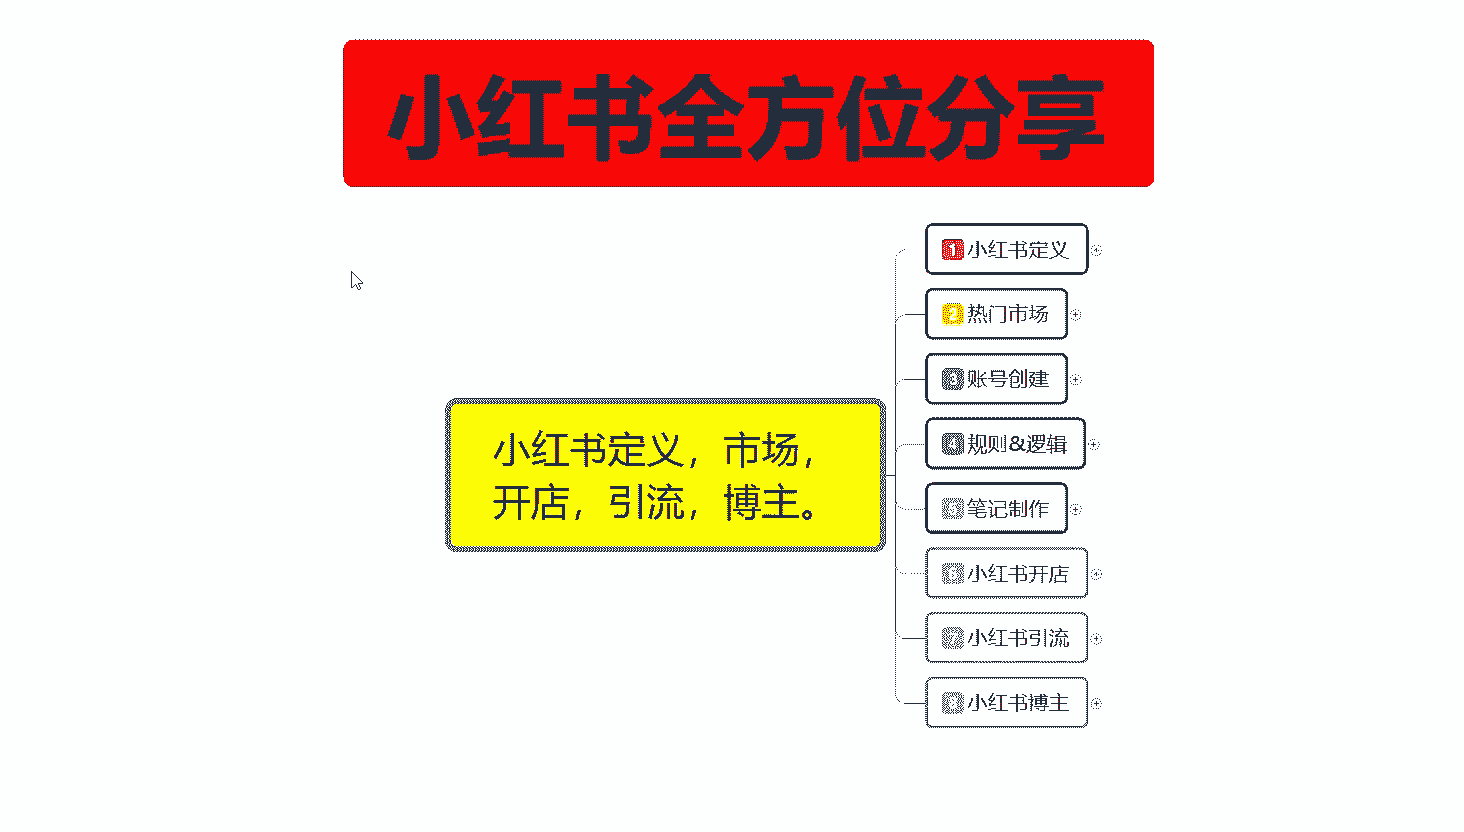 小红书全方位分享
1 小红书定义
2 热门市场
3 账号创建
4 规则&逻辑
5 笔记制作
6 小红书开店
7 小红书引流
8 小红书博主
小红书定义，市场，
开店，引流，博主。